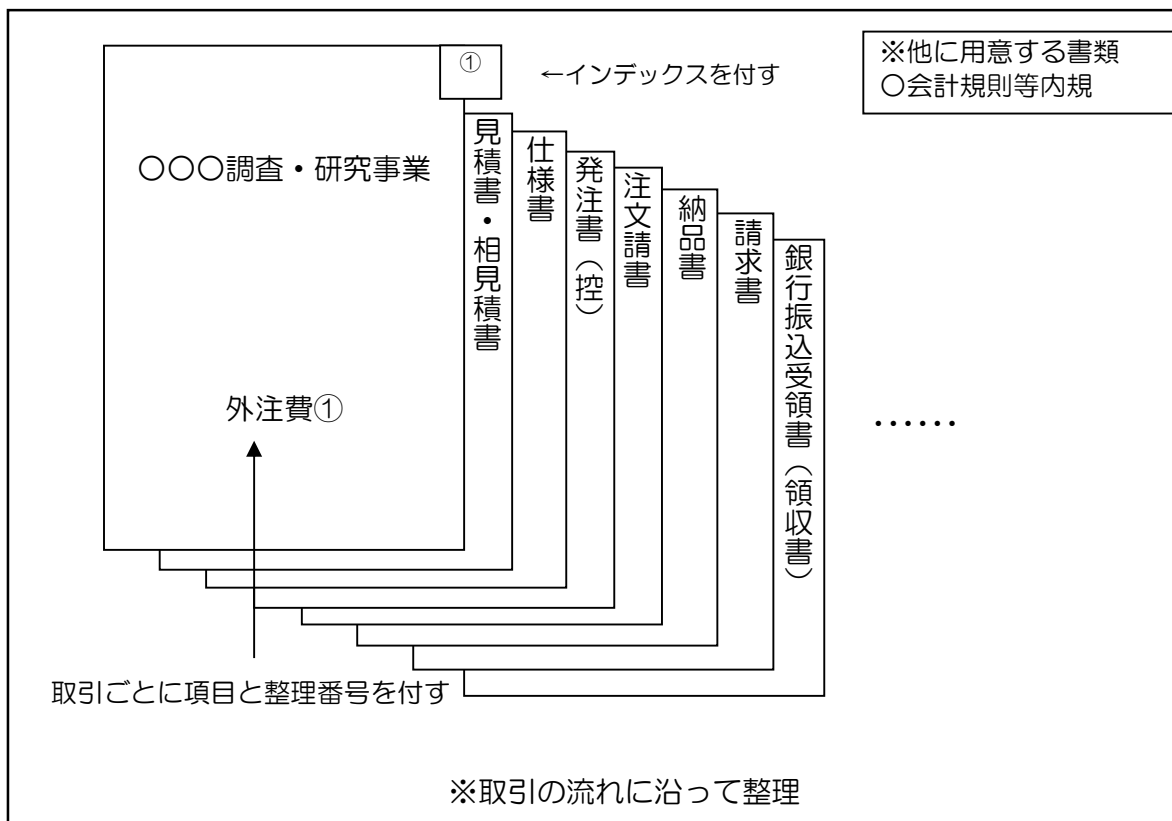 ①
←インデックスを付す
※他に用意する書類
〇会計規則等内規
〇〇〇調査・研究事業
外注費①
見積書・相見積書
仕様書
発注書（控）
注文請書
納品書
請求書
銀行振込受領書（領収書）
……
取引ごとに項目と整理番号を付す
※取引の流れに沿って整理